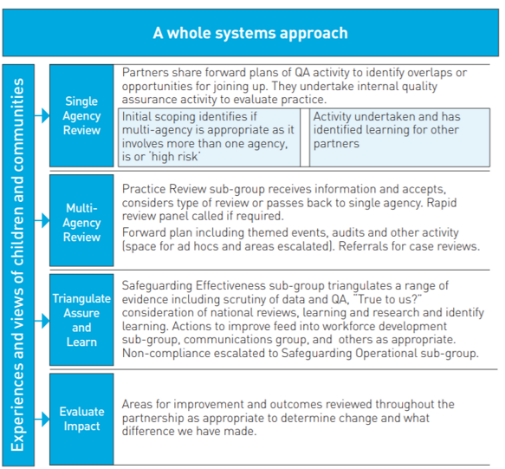 A whole systems approach
Experiences and views of children and communities
Single
Agency
Review
Partners share forward plans of QA activity to identify overlaps or
opportunities for joining up. They undertake internal quality
assurance activity to evaluate practice.
Initial scoping identifies if
multi-agency is appropriate as it
involves more than one agency,
is or ‘high risk’
Activity undertaken and has
identified learning for other
partners
Multi-
Agency
Review
Practice Review sub-group receives information and accepts,
considers type of review or passes back to single agency. Rapid
review panel called if required.
Forward plan including themed events, audits and other activity
(space for ad hocs and areas escalated). Referrals for case reviews.
Triangulate
Assure
and
Learn
Safeguarding Effectiveness sub-group triangulates a range of
evidence including scrutiny of data and QA, “True to us?”
consideration of national reviews, learning and research and identify
learning. Actions to improve feed into workforce development
sub-group, communications group, and others as appropriate.
Non-compliance escalated to Safeguarding Operational sub-group.
Evaluate
Impact
Areas for improvement and outcomes reviewed throughout the
partnership as appropriate to determine change and what
difference we have made.